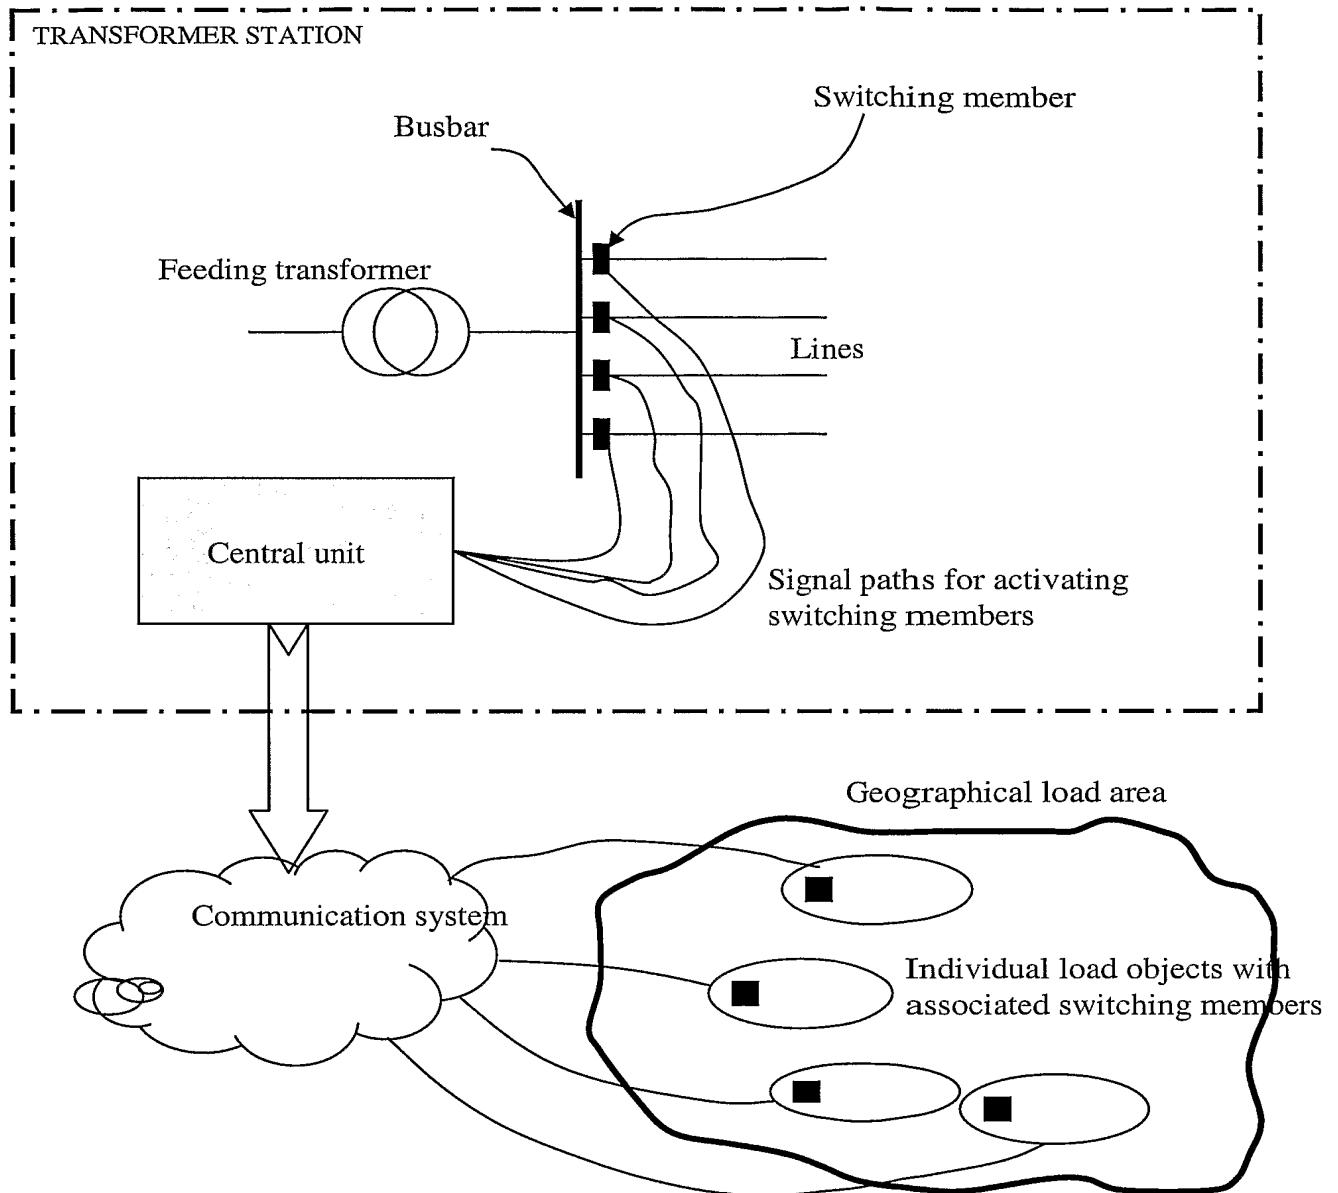 TRANSFORMER STATION
Switching member
Busbar
Feeding transformer
Lines
Central unit
Signal paths for activating
switching members
Geographical load area
Communication system
Individual load objects with
associated switching members